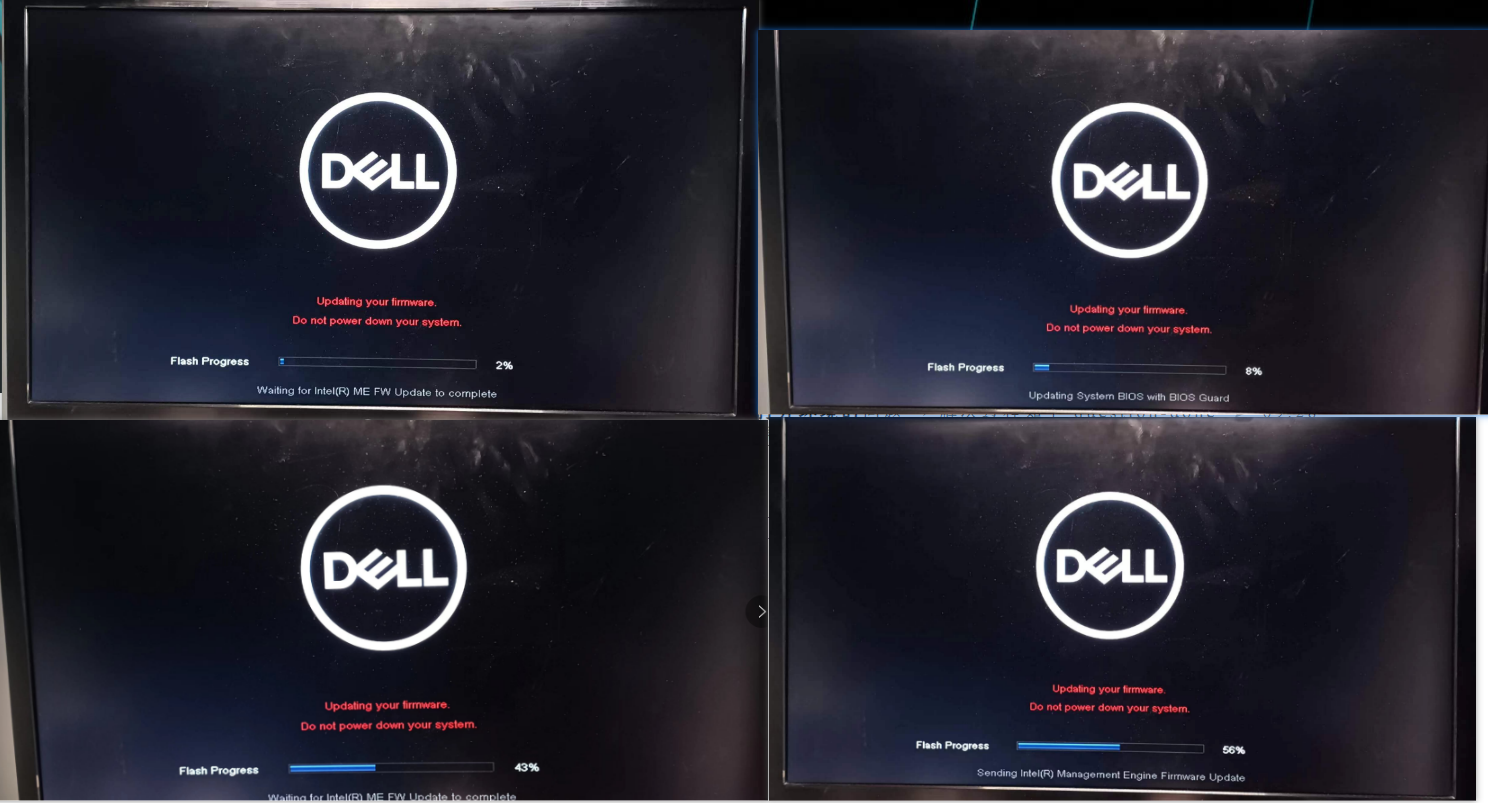 DELL
Updating your firmware.
Do not power down your system.
Flash Progress 2%
Waiting for Intel(R) ME FW Update to complete
DELL
Updating your firmware.
Do not power down your system.
Flash Progress 8%
Updating System BIOS with BIOS Guard
DELL
Updating your firmware.
Do not power down your system.
Flash Progress 43%
Waiting for Intel(R) ME FW Update to complete
DELL
Updating your firmware.
Do not power down your system.
Flash Progress 56%
Sending Intel(R) Management Engine Firmware Update